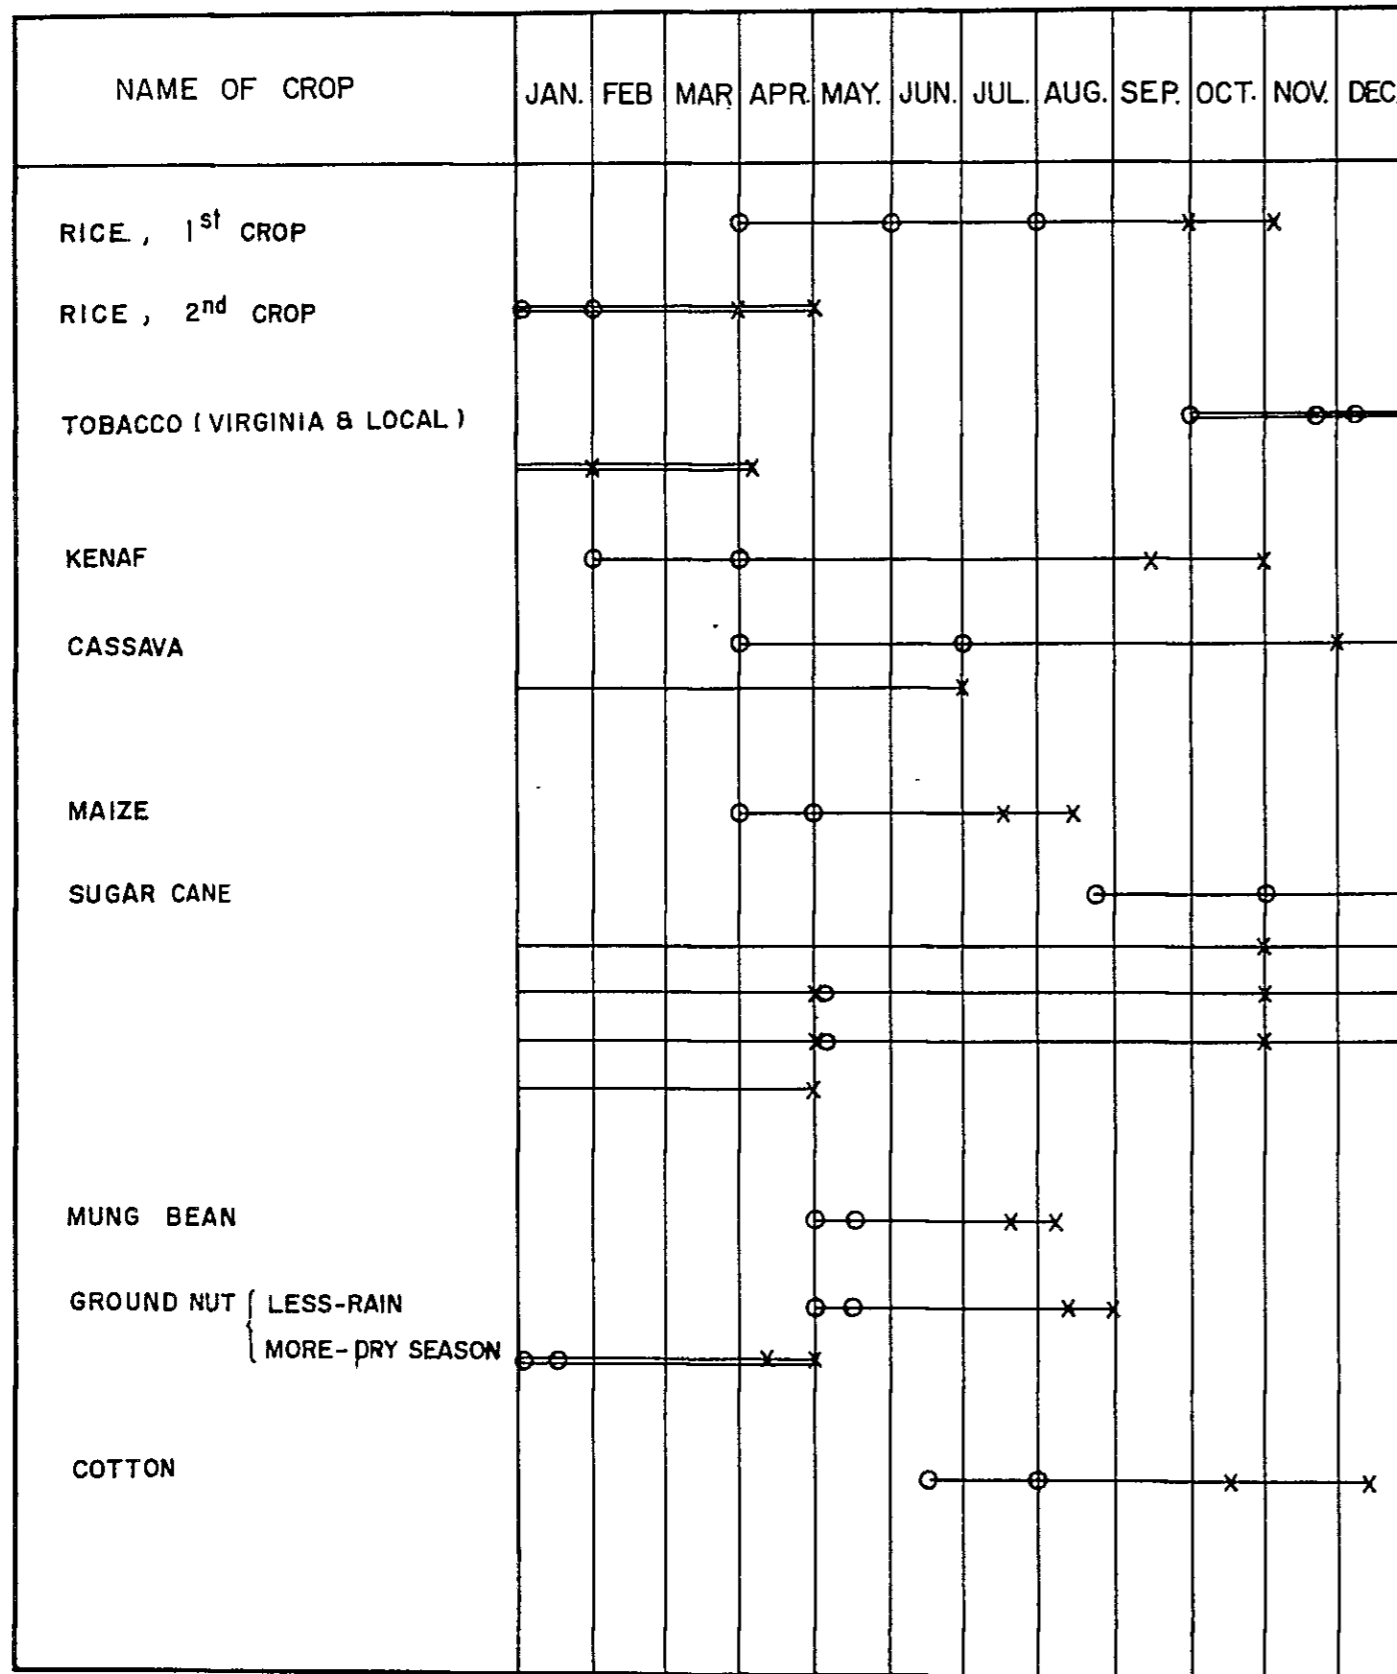 NAME OF CROP JAN. FEB MAR APR. MAY. JUN. JUL. AUG. SEP. OCT. NOV. DEC.
RICE, 1st CROP
RICE, 2nd CROP
TOBACCO (VIRGINIA & LOCAL)
KENAF
CASSAVA
MAIZE
SUGAR CANE
MUNG BEAN
GROUND NUT { LESS-RAIN
MORE-DRY SEASON
COTTON